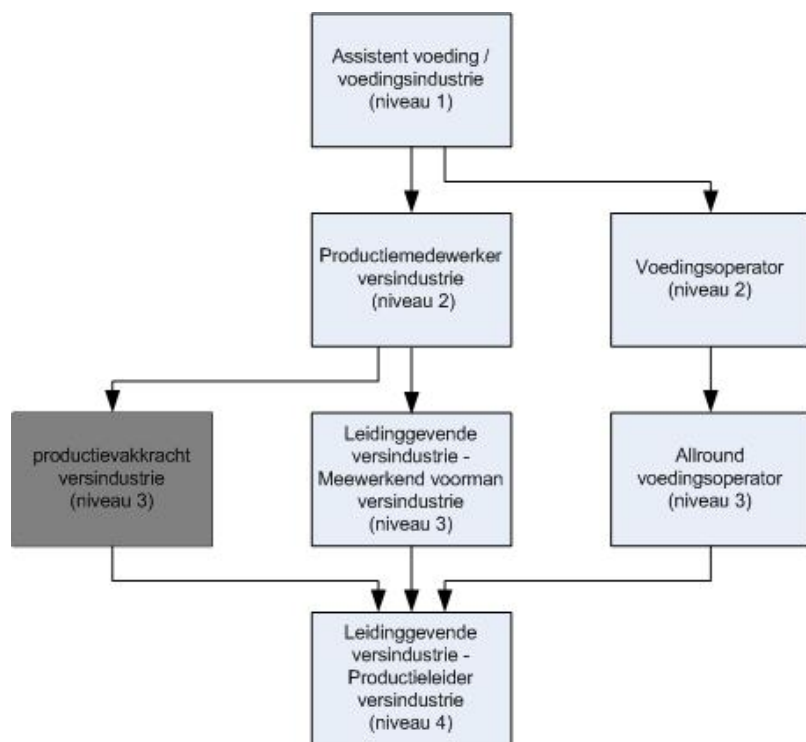 Assistent voeding /
voedingsindustrie
(niveau 1)
Productiemedewerker
versindustrie
(niveau 2)
Voedingsoperator
(niveau 2)
productievakkracht
versindustrie
(niveau 3)
Leidinggevende
versindustrie -
Meewerkend voorman
versindustrie
(niveau 3)
Allround
voedingsoperator
(niveau 3)
Leidinggevende
versindustrie -
Productieleider
versindustrie
(niveau 4)